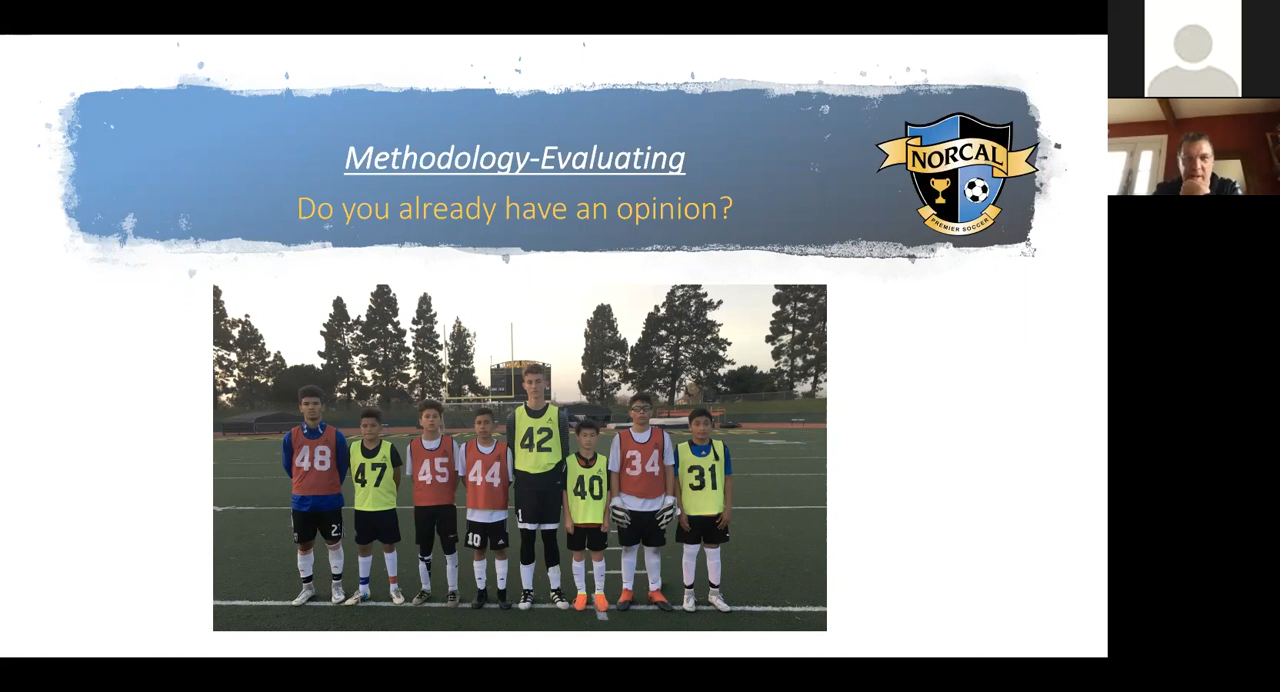 Methodology-Evaluating
Do you already have an opinion?
NORCAL
PREMIER SOCCER
48
47
45
44
42
40
34
31
10
1